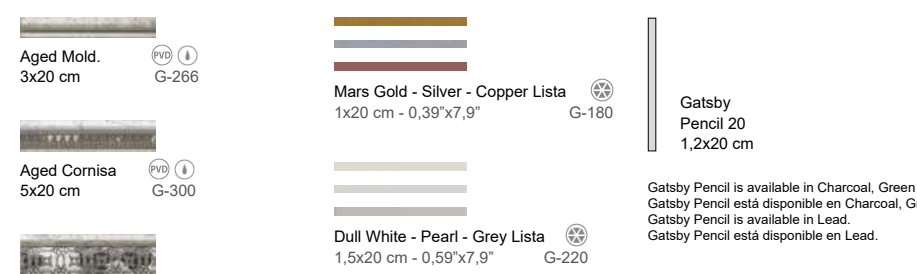 Aged Mold.
PVD
3x20 cm G-266
Aged Cornisa
PVD
5x20 cm G-300
Mars Gold - Silver - Copper Lista
1x20 cm - 0,39”x7,9” G-180
Dull White - Pearl - Grey Lista
1,5x20 cm - 0,59”x7,9” G-220
Gatsby
Pencil 20
1,2x20 cm
Gatsby Pencil is available in Charcoal, Green
Gatsby Pencil está disponible en Charcoal, G
Gatsby Pencil is available in Lead.
Gatsby Pencil está disponible en Lead.